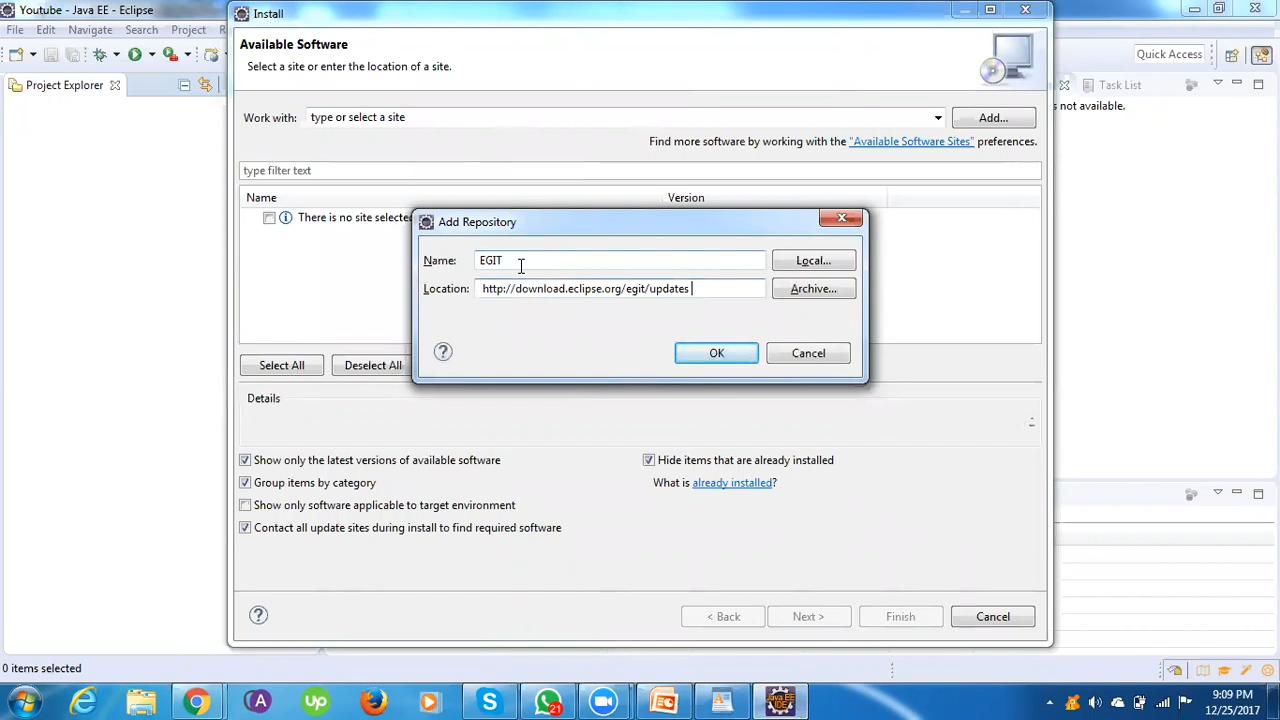 Youtube - Java EE - Eclipse
File Edit Navigate Search Project
Quick Access
Project Explorer
Task List
Install
Available Software
Select a site or enter the location of a site.
Work with: type or select a site Add...
Find more software by working with the "Available Software Sites" preferences.
type filter text
Name Version
There is no site selected
Add Repository
Name: EGIT Local...
Location: http://download.eclipse.org/egit/updates Archive...
OK Cancel
Select All Deselect All
Details
Show only the latest versions of available software Hide items that are already installed
Group items by category What is already installed?
Show only software applicable to target environment
Contact all update sites during install to find required software
< Back Next > Finish Cancel
s not available.
0 items selected
21
Java EE
IDE
9:09 PM
12/25/2017